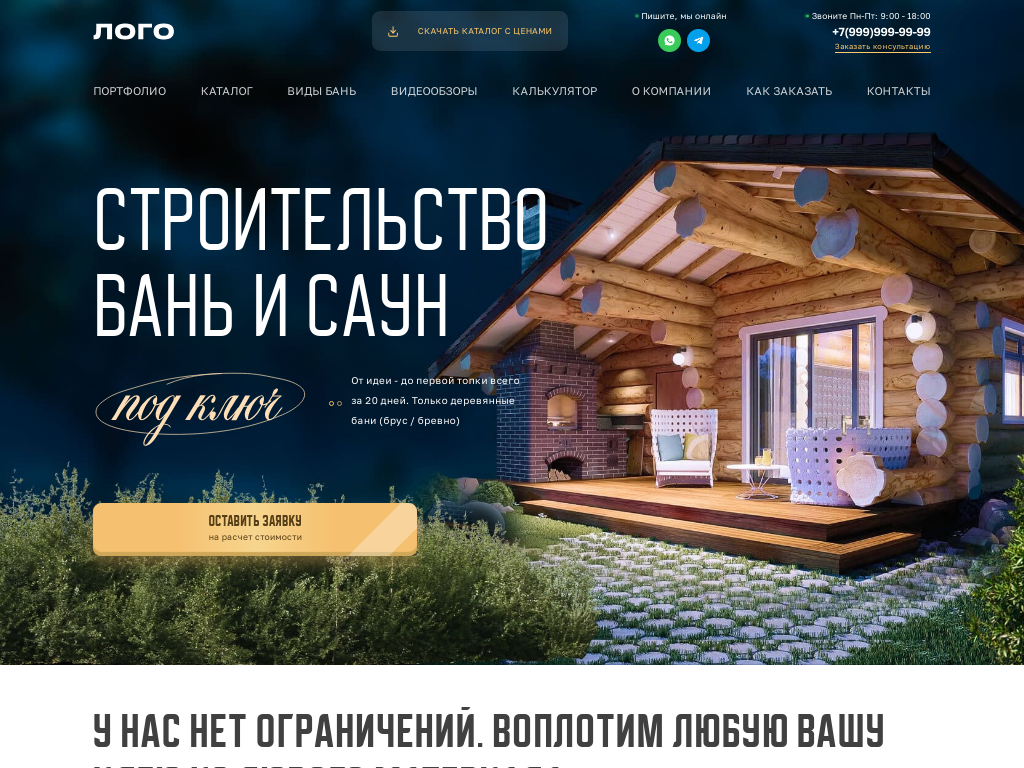 ЛОГО
СКАЧАТЬ КАТАЛОГ С ЦЕНАМИ
Пишите, мы онлайн
Звоните Пн-Пт: 9:00 - 18:00
+7(999)999-99-99
Заказать консультацию
ПОРТФОЛИО КАТАЛОГ ВИДЫ БАНЬ ВИДЕООБЗОРЫ КАЛЬКУЛЯТОР О КОМПАНИИ КАК ЗАКАЗАТЬ КОНТАКТЫ
СТРОИТЕЛЬСТВО
БАНЬ И САУН
под ключ
От идеи - до первой топки всего
за 20 дней. Только деревянные
бани (брус / бревно)
ОСТАВИТЬ ЗАЯВКУ
на расчет стоимости
У НАС НЕТ ОГРАНИЧЕНИЙ. ВОПЛОТИМ ЛЮБУЮ ВАШУ